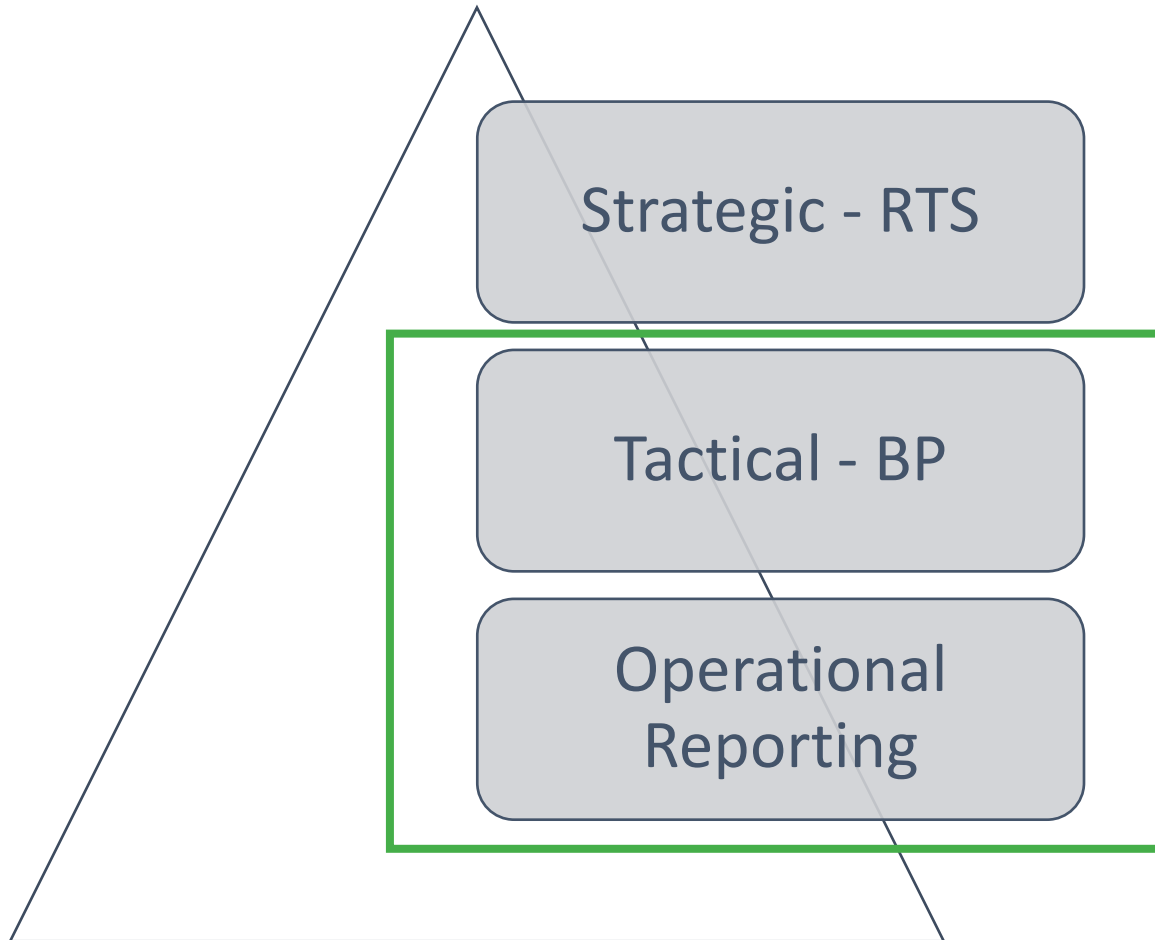 Strategic - RTS
Tactical - BP
Operational
Reporting